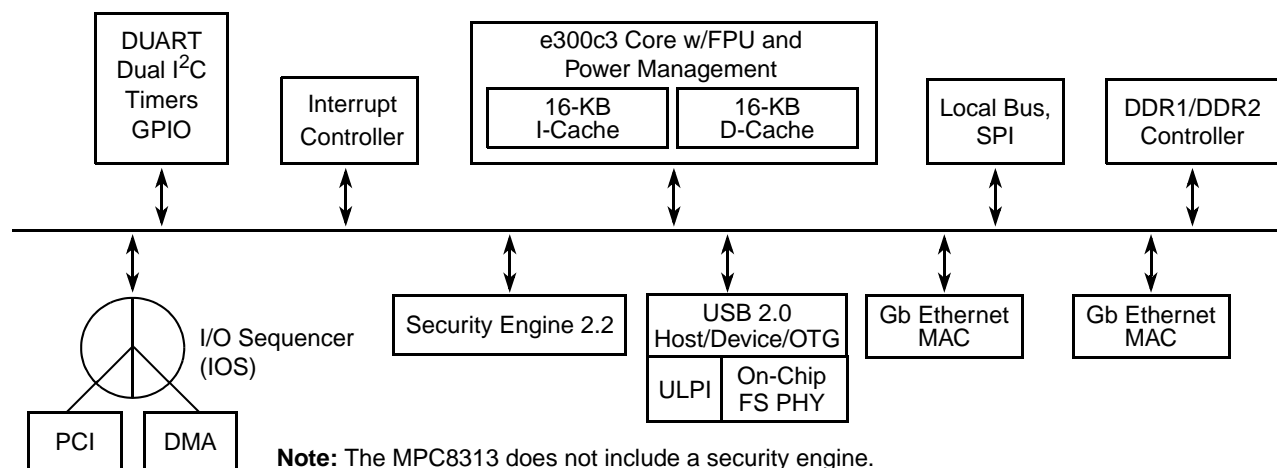 DUART
Dual I²C
Timers
GPIO
Interrupt
Controller
e300c3 Core w/FPU and
Power Management
16-KB
I-Cache
16-KB
D-Cache
Local Bus,
SPI
DDR1/DDR2
Controller
I/O Sequencer
(IOS)
PCI
DMA
Security Engine 2.2
USB 2.0
Host/Device/OTG
ULPI
On-Chip
FS PHY
Gb Ethernet
MAC
Gb Ethernet
MAC
Note: The MPC8313 does not include a security engine.